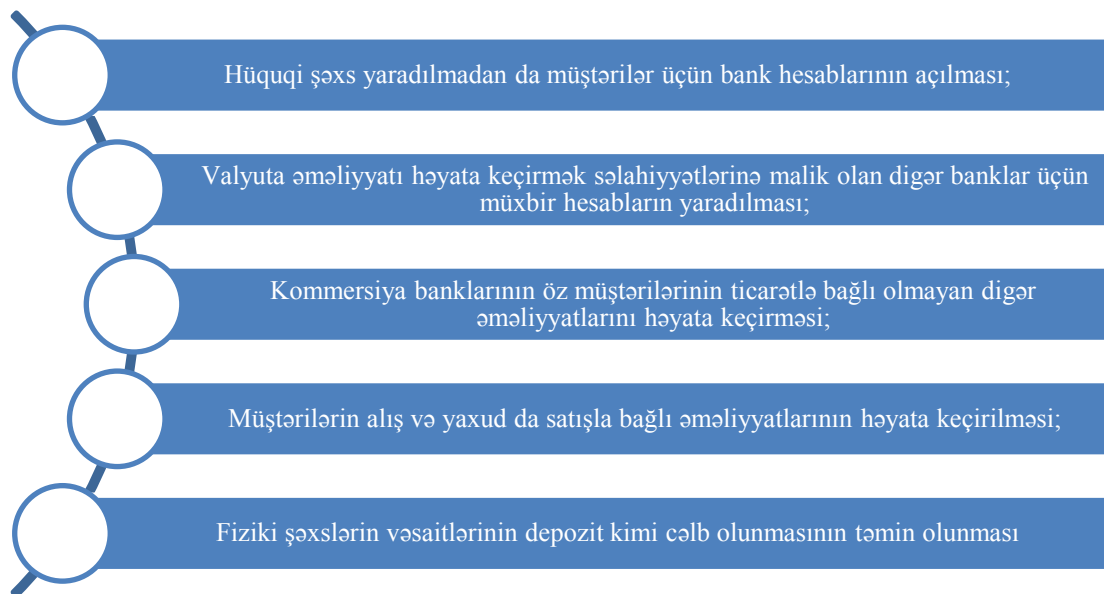 Hüquqi şəxs yaradılmadan da müştərilər üçün bank hesablarının açılması;
Valyuta əməliyyatı həyata keçirmək səlahiyyətlərinə malik olan digər banklar üçün
müxbir hesabların yaradılması;
Kommersiya banklarının öz müştərilərinin ticarətlə bağlı olmayan digər
əməliyyatlarını həyata keçirməsi;
Müştərilərin alış və yaxud da satışla bağlı əməliyyatlarının həyata keçirilməsi;
Fiziki şəxslərin vəsaitlərinin depozit kimi cəlb olunmasının təmin olunması